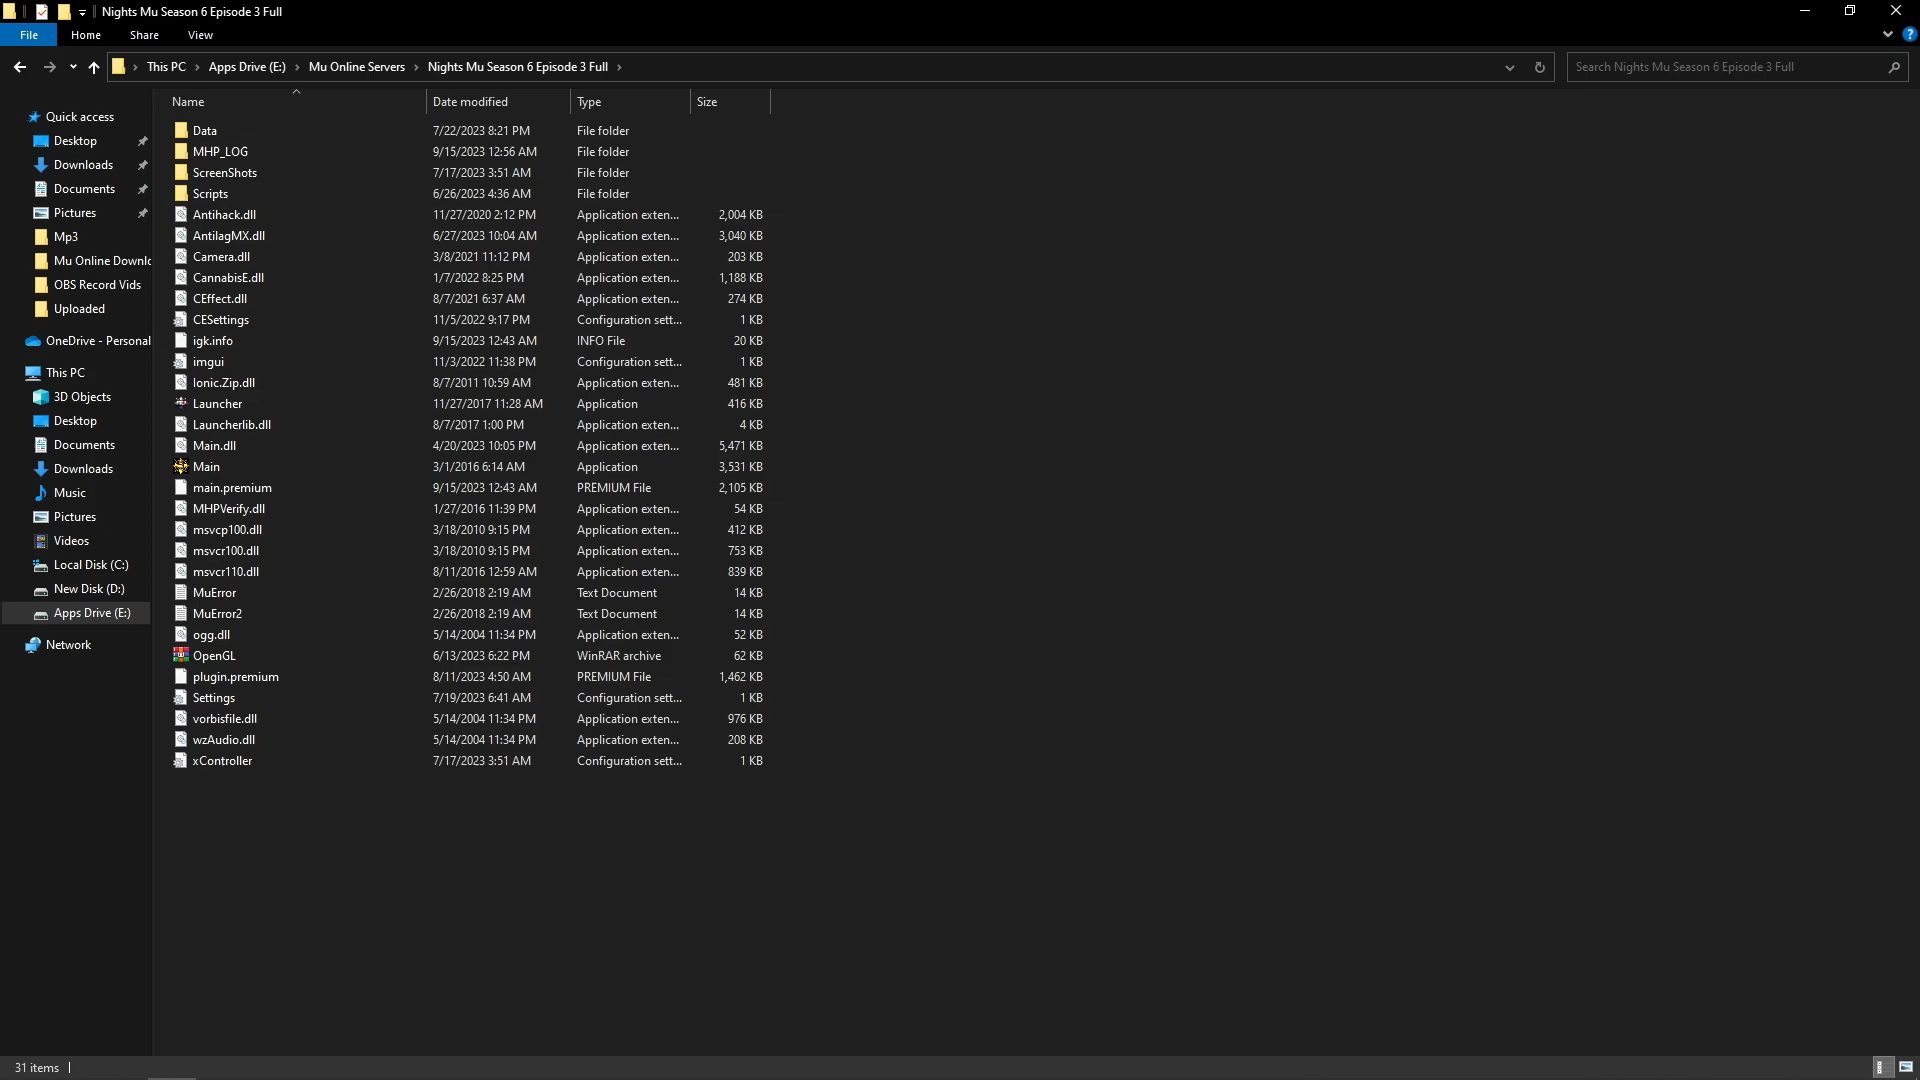 Nights Mu Season 6 Episode 3 Full
File Home Share View
This PC Apps Drive (E:) Mu Online Servers Nights Mu Season 6 Episode 3 Full
Search Nights Mu Season 6 Episode 3 Full
Quick access
Desktop
Downloads
Documents
Pictures
Mp3
Mu Online Downlo
OBS Record Vids
Uploaded
OneDrive - Personal
This PC
3D Objects
Desktop
Documents
Downloads
Music
Pictures
Videos
Local Disk (C:)
New Disk (D:)
Apps Drive (E:)
Network
Name Date modified Type Size
Data 7/22/2023 8:21 PM File folder
MHP_LOG 9/15/2023 12:56 AM File folder
ScreenShots 7/17/2023 3:51 AM File folder
Scripts 6/26/2023 4:36 AM File folder
Antihack.dll 11/27/2020 2:12 PM Application exten... 2,004 KB
AntilagMX.dll 6/27/2023 10:04 AM Application exten... 3,040 KB
Camera.dll 3/8/2021 11:12 PM Application exten... 203 KB
CannabisE.dll 1/7/2022 8:25 PM Application exten... 1,188 KB
CEffect.dll 8/7/2021 6:37 AM Application exten... 274 KB
CESettings 11/5/2022 9:17 PM Configuration sett... 1 KB
igk.info 9/15/2023 12:43 AM INFO File 20 KB
imgui 11/3/2022 11:38 PM Configuration sett... 1 KB
Ionic.Zip.dll 8/7/2011 10:59 AM Application exten... 481 KB
Launcher 11/27/2017 11:28 AM Application 416 KB
Launcherlib.dll 8/7/2017 1:00 PM Application exten... 4 KB
Main.dll 4/20/2023 10:05 PM Application exten... 5,471 KB
Main 3/1/2016 6:14 AM Application 3,531 KB
main.premium 9/15/2023 12:43 AM PREMIUM File 2,105 KB
MHPVerify.dll 1/27/2016 11:39 PM Application exten... 54 KB
msvcp100.dll 3/18/2010 9:15 PM Application exten... 412 KB
msvcr100.dll 3/18/2010 9:15 PM Application exten... 753 KB
msvcr110.dll 8/11/2016 12:59 AM Application exten... 839 KB
MuError 2/26/2018 2:19 AM Text Document 14 KB
MuError2 2/26/2018 2:19 AM Text Document 14 KB
ogg.dll 5/14/2004 11:34 PM Application exten... 52 KB
OpenGL 6/13/2023 6:22 PM WinRAR archive 62 KB
plugin.premium 8/11/2023 4:50 AM PREMIUM File 1,462 KB
Settings 7/19/2023 6:41 AM Configuration sett... 1 KB
vorbisfile.dll 5/14/2004 11:34 PM Application exten... 976 KB
wzAudio.dll 5/14/2004 11:34 PM Application exten... 208 KB
xController 7/17/2023 3:51 AM Configuration sett... 1 KB
31 items